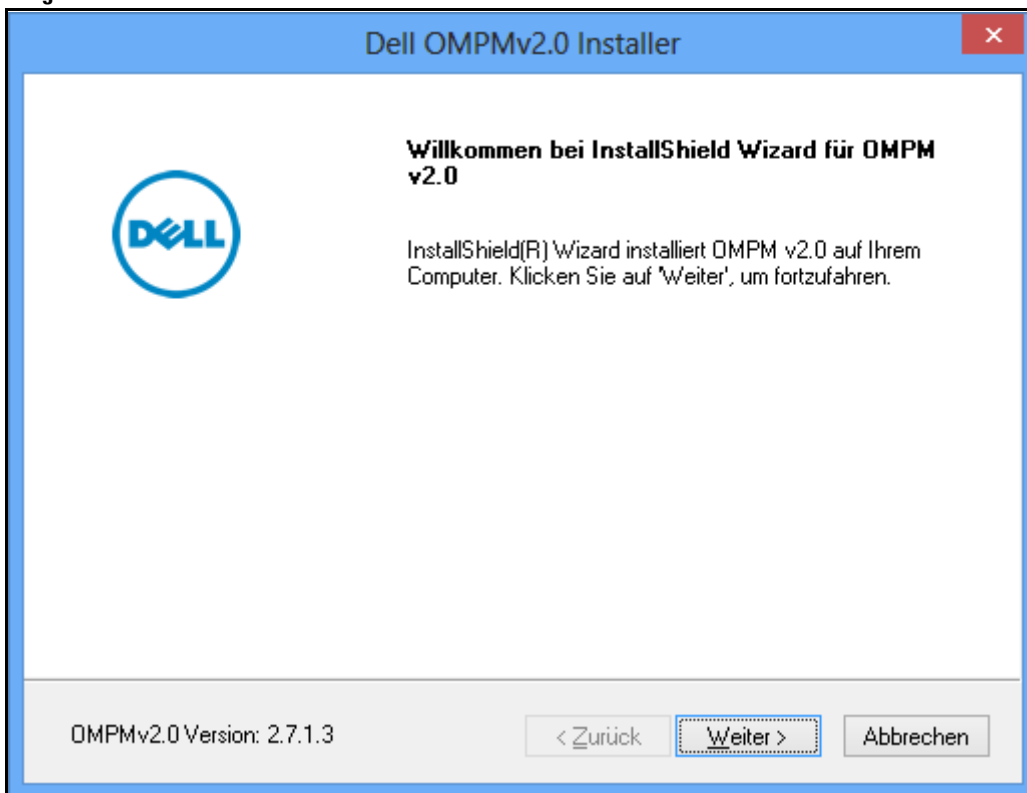 Dell OMPMv2.0 Installer
Willkommen bei InstallShield Wizard für OMPM
v2.0
DELL
InstallShield(R) Wizard installiert OMPM v2.0 auf Ihrem
Computer. Klicken Sie auf 'Weiter', um fortzufahren.
OMPMv2.0 Version: 2.7.1.3
< Zurück
Weiter >
Abbrechen